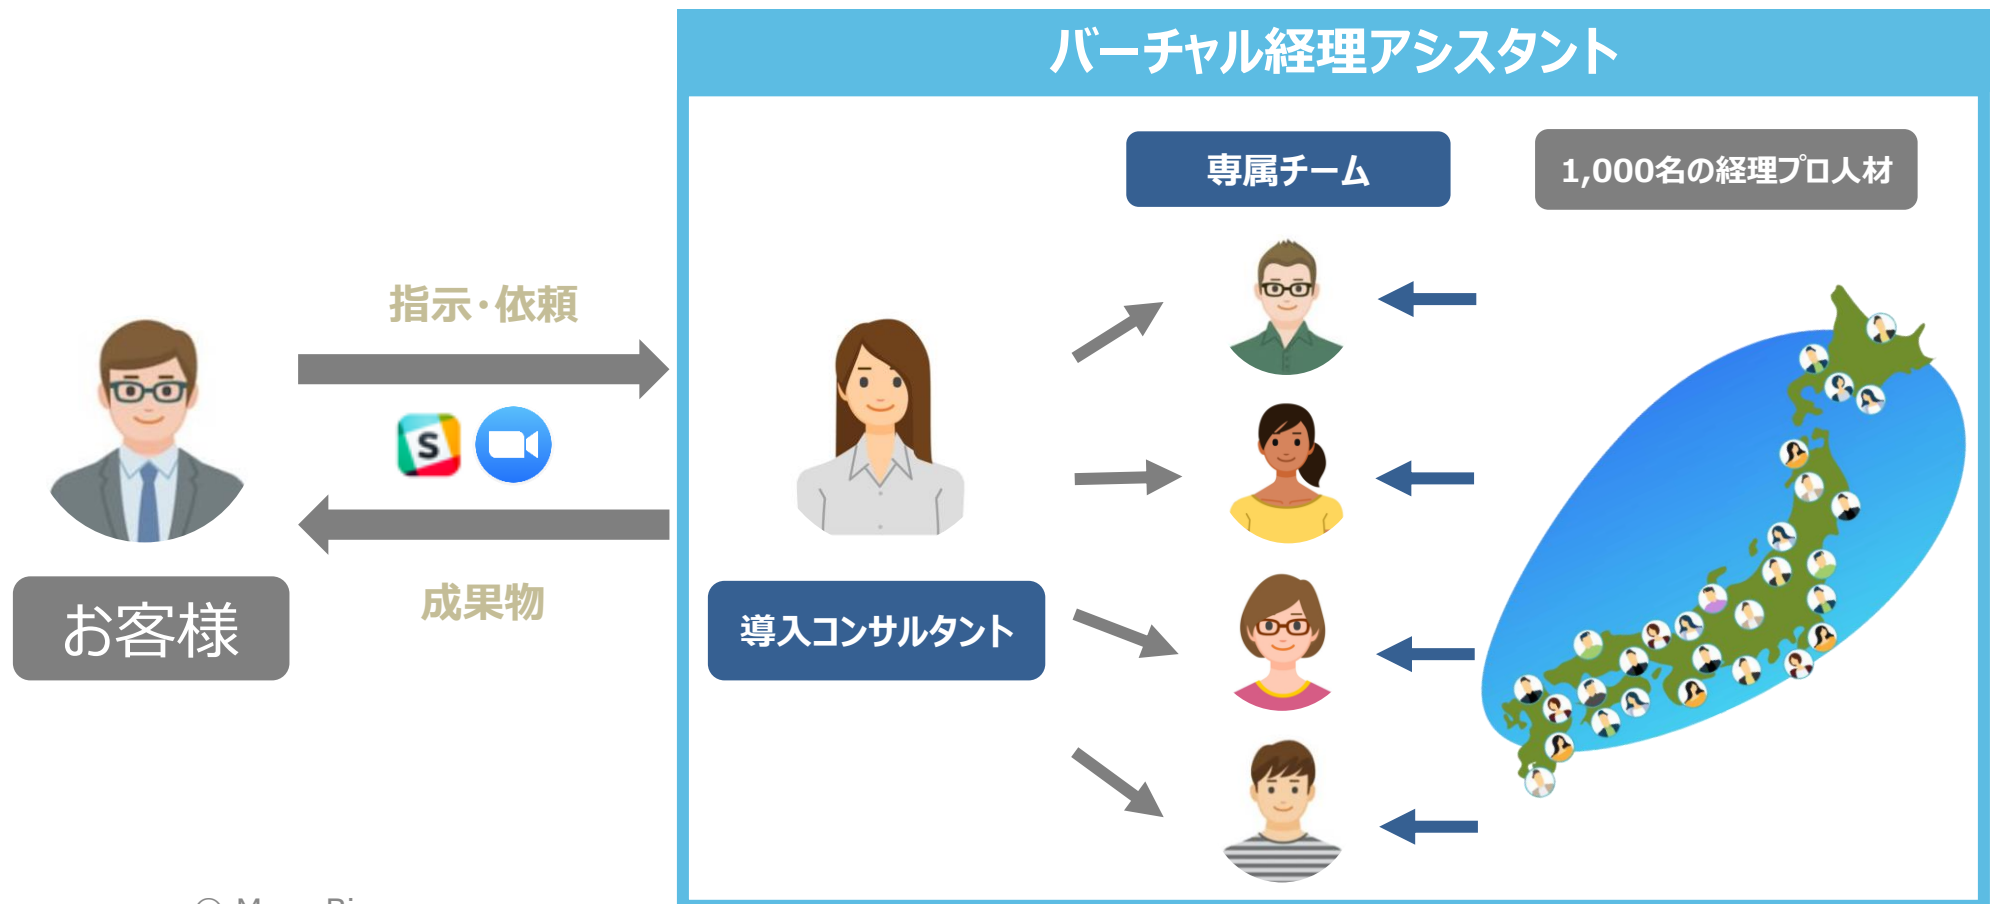 バーチャル経理アシスタント
専属チーム
1,000名の経理プロ人材
指示・依頼
S
成果物
お客様
導入コンサルタント